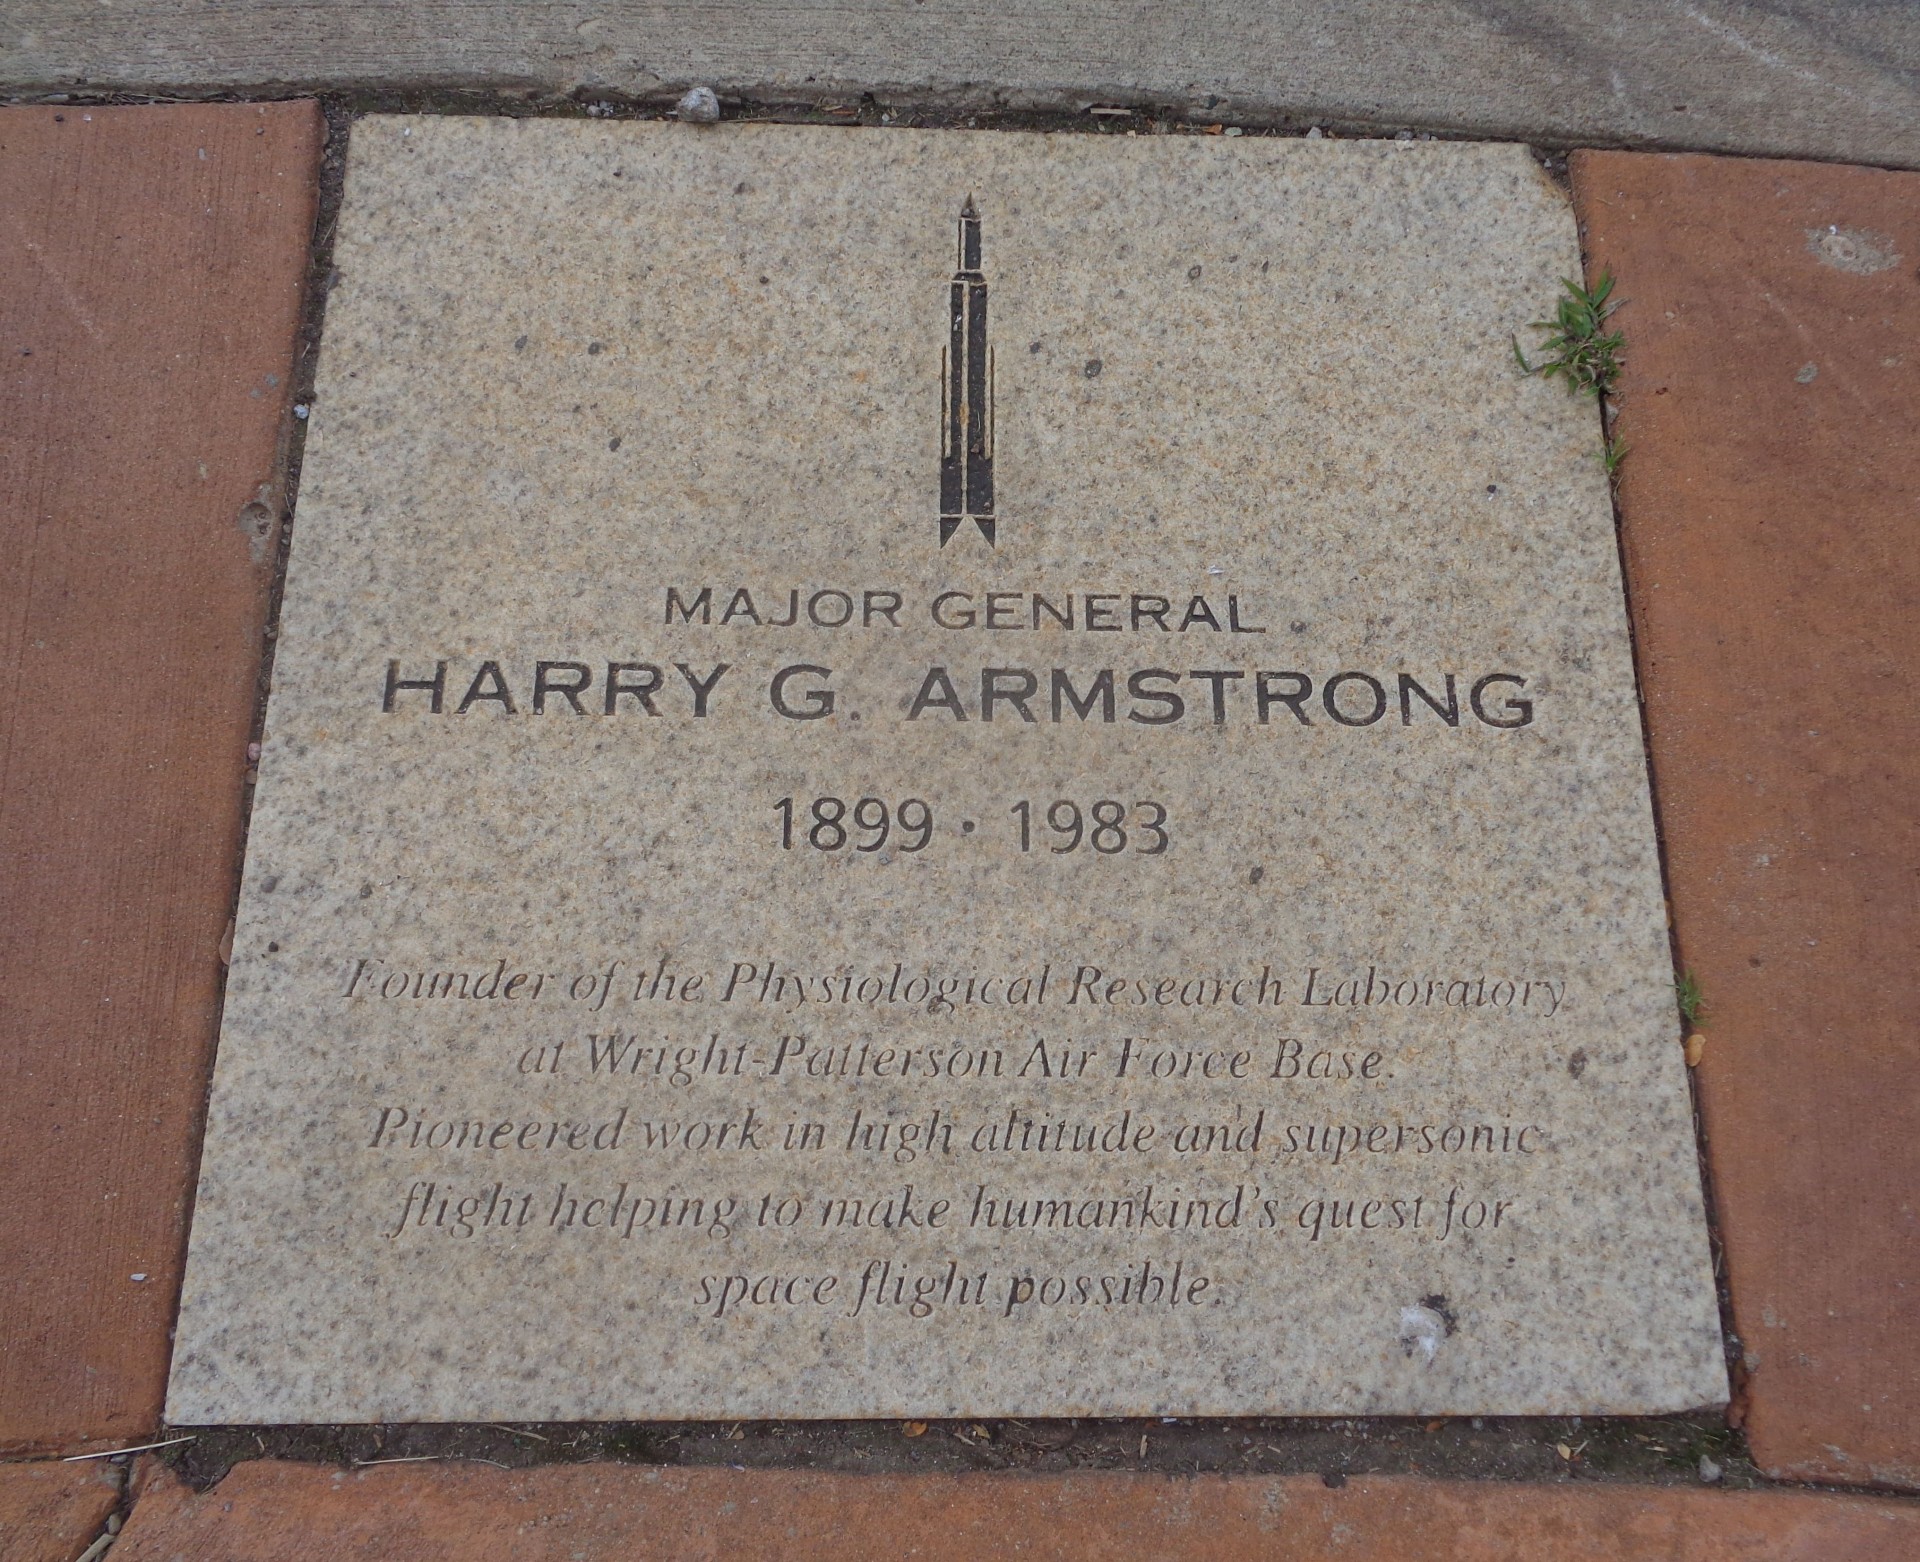 MAJOR GENERAL
HARRY G. ARMSTRONG
1899 · 1983
Founder of the Physiological Research Laboratory
at Wright-Patterson Air Force Base.
Pioneered work in high altitude and supersonic
flight helping to make humankind's quest for
space flight possible.